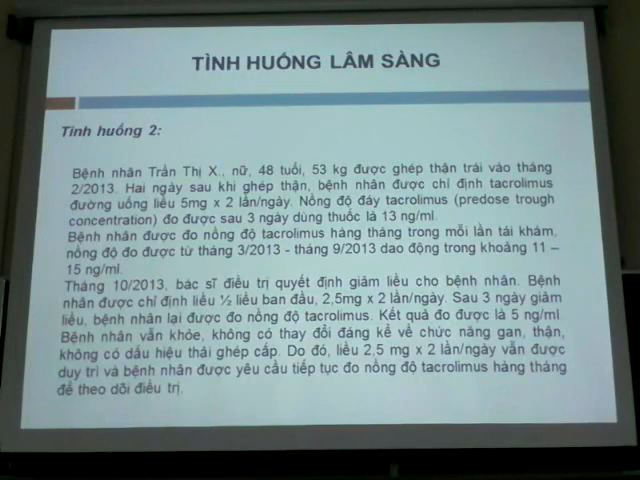 TÌNH HUỐNG LÂM SÀNG
Tình huống 2:
Bệnh nhân Trần Thị X., nữ, 48 tuổi, 53 kg được ghép thận trái vào tháng
2/2013. Hai ngày sau khi ghép thận, bệnh nhân được chỉ định tacrolimus
đường uống liều 5mg x 2 lần/ngày. Nồng độ đáy tacrolimus (predose trough
concentration) đo được sau 3 ngày dùng thuốc là 13 ng/ml.
Bệnh nhân được đo nồng độ tacrolimus hàng tháng trong mỗi lần tái khám,
nồng độ đo được từ tháng 3/2013 - tháng 9/2013 dao động trong khoảng 11 –
15 ng/ml.
Tháng 10/2013, bác sĩ điều trị quyết định giảm liều cho bệnh nhân. Bệnh
nhân được chỉ định liều ½ liều ban đầu, 2,5mg x 2 lần/ngày. Sau 3 ngày giảm
liều, bệnh nhân lại được đo nồng độ tacrolimus. Kết quả đo được là 5 ng/ml.
Bệnh nhân vẫn khỏe, không có thay đổi đáng kể về chức năng gan, thận,
không có dấu hiệu thải ghép cấp. Do đó, liều 2,5 mg x 2 lần/ngày vẫn được
duy trì và bệnh nhân được yêu cầu tiếp tục đo nồng độ tacrolimus hàng tháng
để theo dõi điều trị.